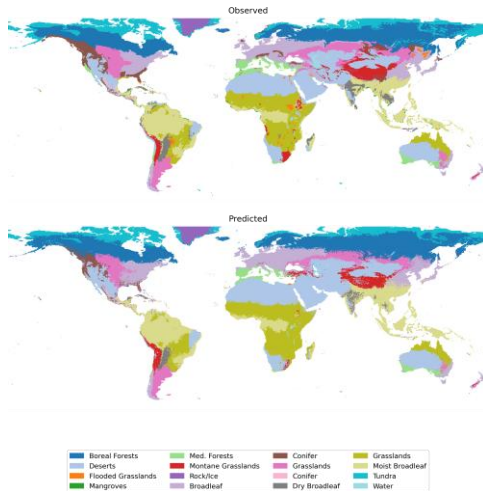 Observed
Predicted
Boreal Forests Med. Forests Conifer Grasslands
Deserts Montane Grasslands Grasslands Moist Broadleaf
Flooded Grasslands Rock/Ice Conifer Tundra
Mangroves Broadleaf Dry Broadleaf Water